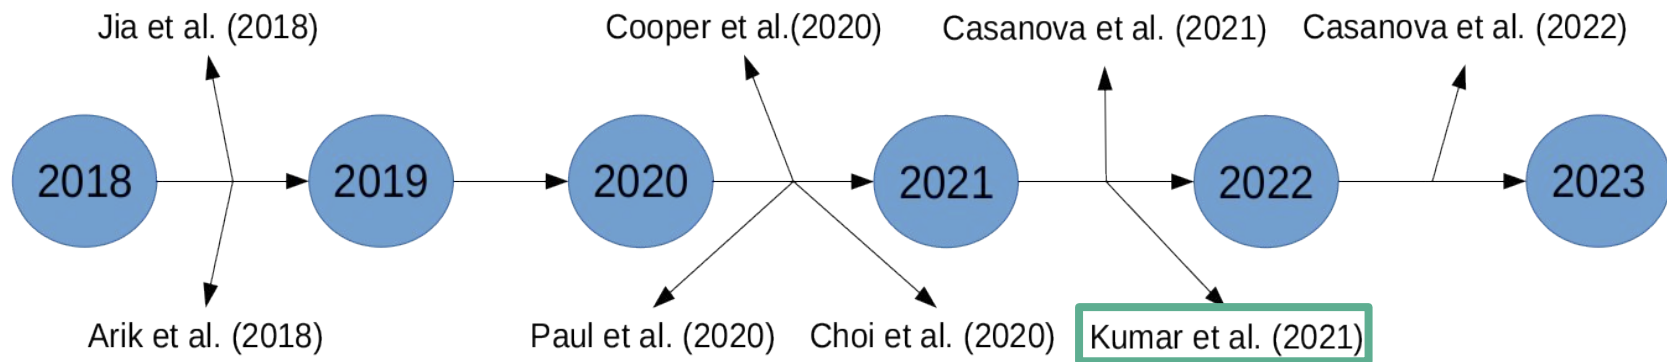 Jia et al. (2018)
Cooper et al.(2020)
Casanova et al. (2021)
Casanova et al. (2022)
2018
2019
2020
2021
2022
2023
Arik et al. (2018)
Paul et al. (2020)
Choi et al. (2020)
Kumar et al. (2021)